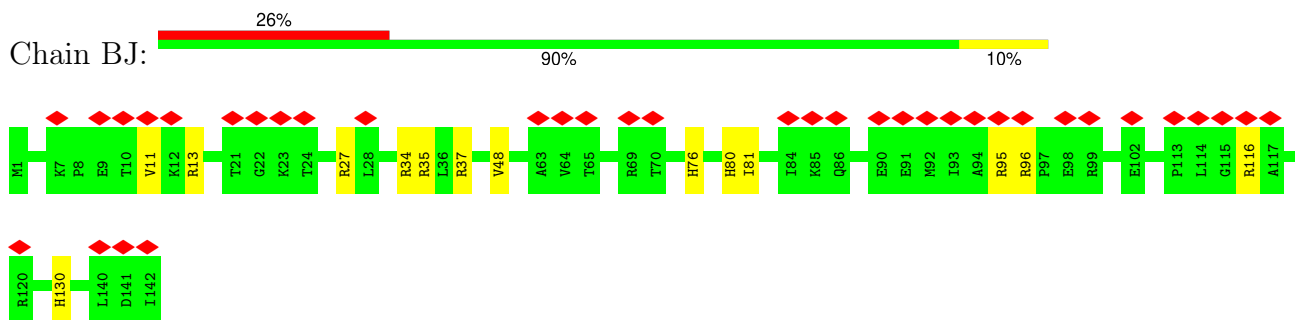 26%
Chain BJ:
90% 10%
M1 K7 P8 E9 T10 V11 K12 R13 T21 G22 K23 T24 R27 L28 R34 R35 L36 R37 V48 A63 V64 T65 R69 T70 H76 H80 I81 I84 K85 Q86 E90 E91 M92 I93 A94 R95 R96 P97 E98 R99 E102 P113 L114 G115 R116 A117
R120 H130 L140 D141 I142